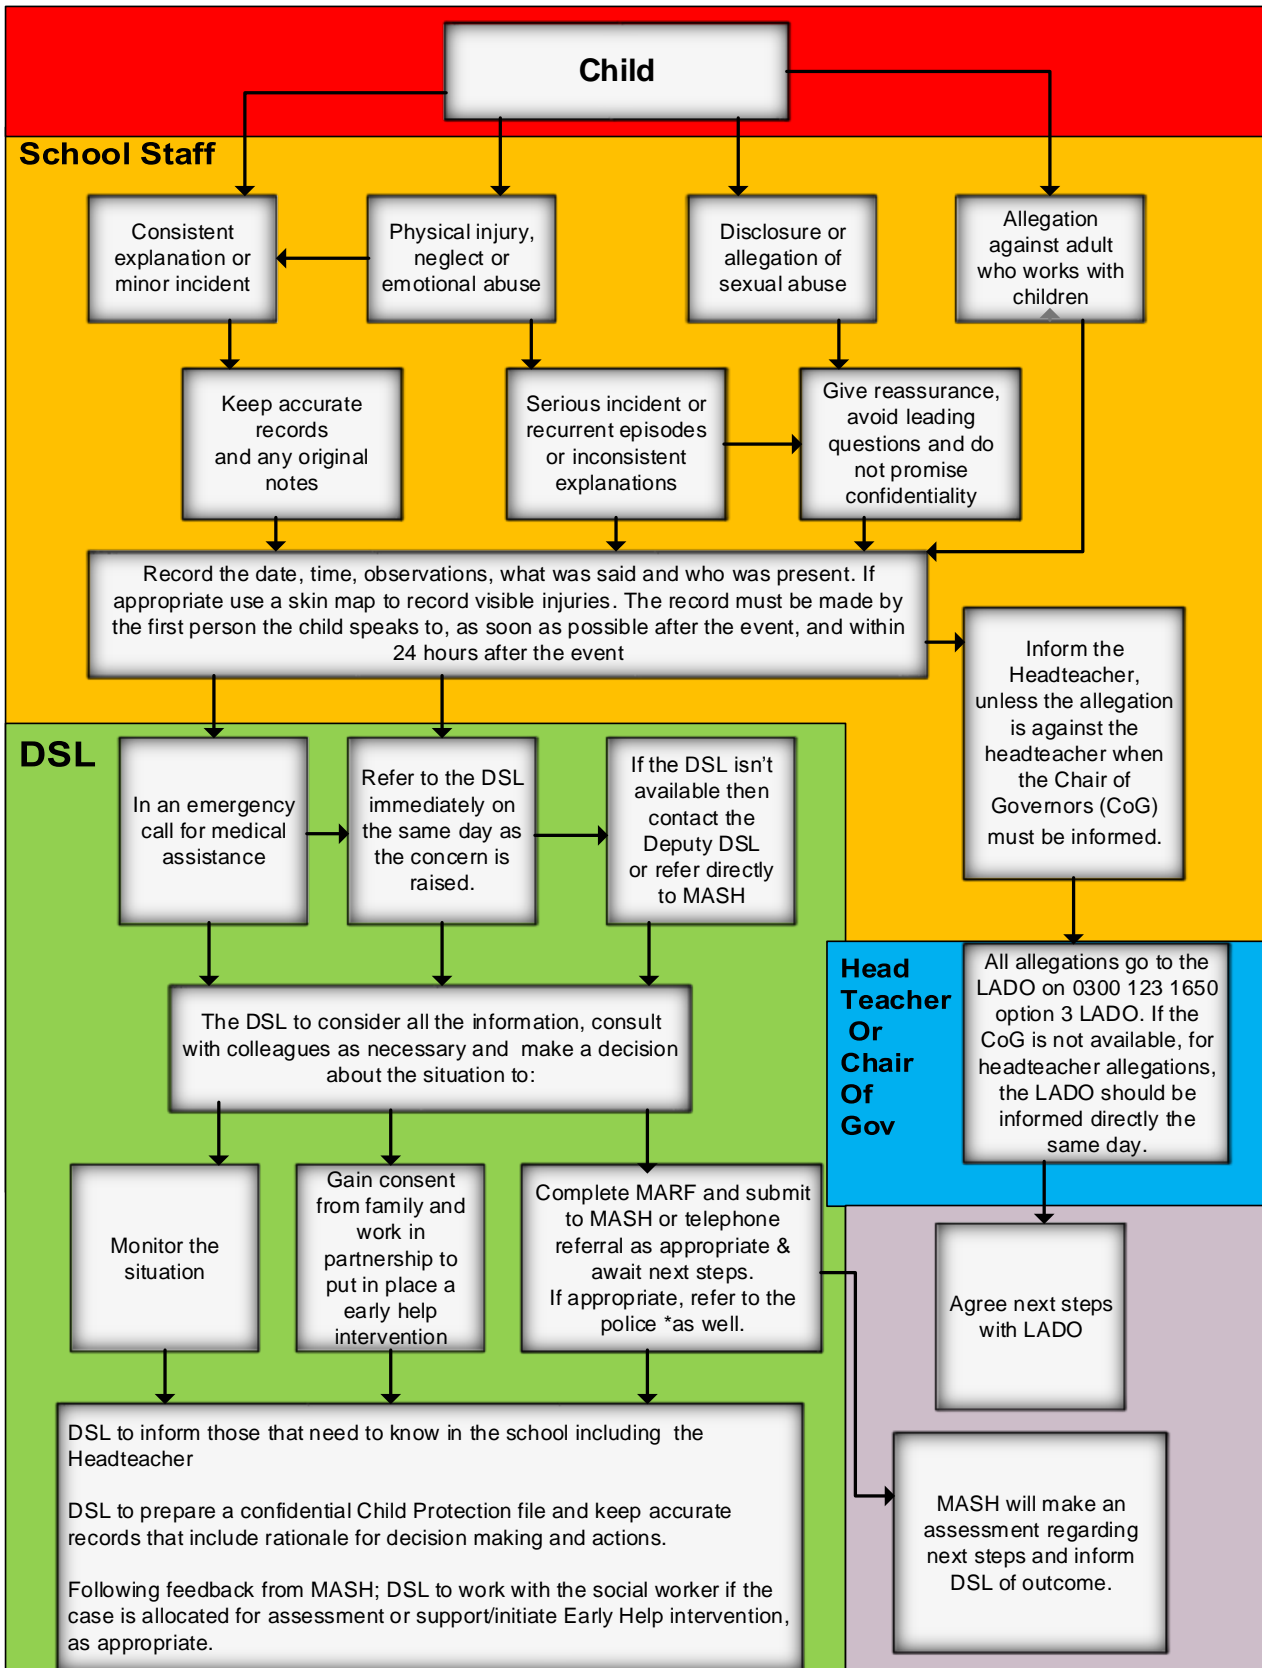 Child
School Staff
Consistent
explanation or
minor incident
Physical injury,
neglect or
emotional abuse
Disclosure or
allegation of
sexual abuse
Allegation
against adult
who works with
children
Keep accurate
records
and any original
notes
Serious incident or
recurrent episodes
or inconsistent
explanations
Give reassurance,
avoid leading
questions and do
not promise
confidentiality
Record the date, time, observations, what was said and who was present. If
appropriate use a skin map to record visible injuries. The record must be made by
the first person the child speaks to, as soon as possible after the event, and within
24 hours after the event
Inform the
Headteacher,
unless the allegation
is against the
headteacher when
the Chair of
Governors (CoG)
must be informed.
DSL
In an emergency
call for medical
assistance
Refer to the DSL
immediately on
the same day as
the concern is
raised.
If the DSL isn't
available then
contact the
Deputy DSL
or refer directly
to MASH
Head
Teacher
Or
Chair
Of
Gov
All allegations go to the
LADO on 0300 123 1650
option 3 LADO. If the
CoG is not available, for
headteacher allegations,
the LADO should be
informed directly the
same day.
The DSL to consider all the information, consult
with colleagues as necessary and make a decision
about the situation to:
Monitor the
situation
Gain consent
from family and
work in
partnership to
put in place a
early help
intervention
Complete MARF and submit
to MASH or telephone
referral as appropriate &
await next steps.
If appropriate, refer to the
police *as well.
Agree next steps
with LADO
DSL to inform those that need to know in the school including the
Headteacher
DSL to prepare a confidential Child Protection file and keep accurate
records that include rationale for decision making and actions.
Following feedback from MASH; DSL to work with the social worker if the
case is allocated for assessment or support/initiate Early Help intervention,
as appropriate.
MASH will make an
assessment regarding
next steps and inform
DSL of outcome.